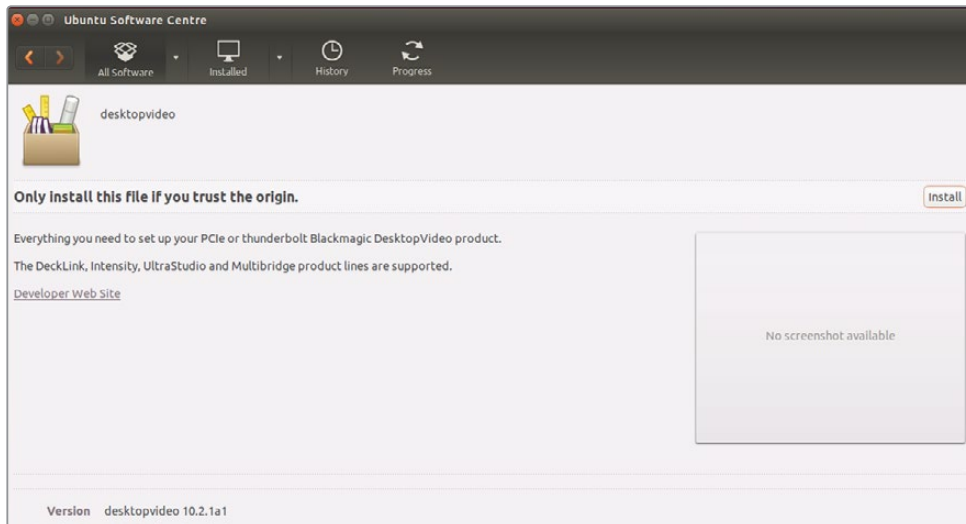 Ubuntu Software Centre
All Software
Installed
History
Progress
desktopvideo
Only install this file if you trust the origin.
Install
Everything you need to set up your PCIe or thunderbolt Blackmagic DesktopVideo product.
The DeckLink, Intensity, UltraStudio and Multibridge product lines are supported.
Developer Web Site
No screenshot available
Version desktopvideo 10.2.1a1